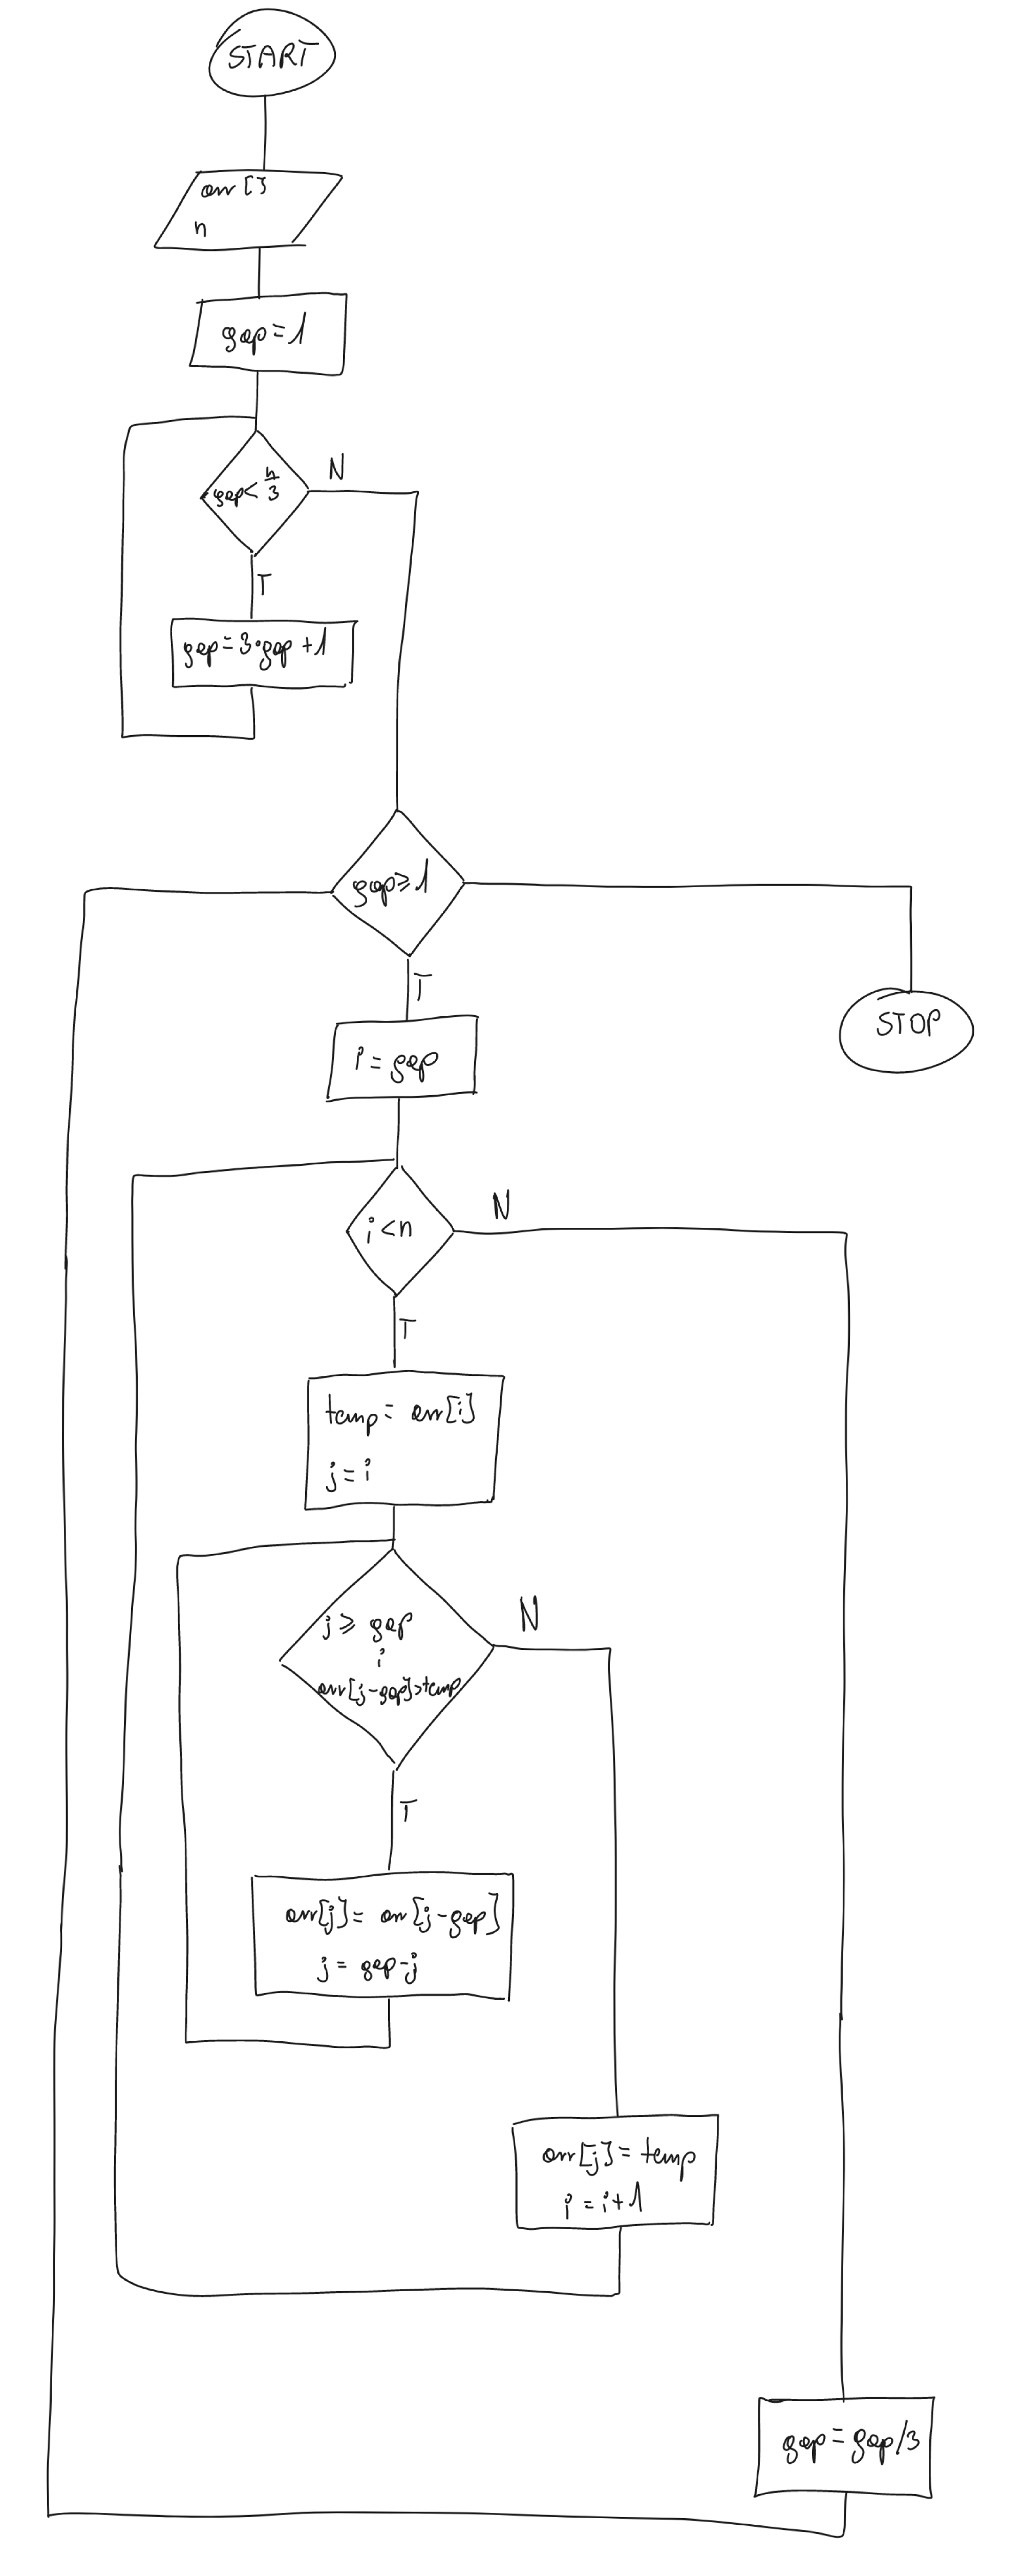 START
arr []
n
gap = 1
gap < n/3
N
T
gap = 3·gap + 1
gap ≥ 1
T
i = gap
STOP
i < n
N
T
temp = arr[i]
j = i
j ≥ gap
i
arr[j-gap] > temp
N
T
arr[j] = arr[j-gap]
j = gap - j
arr[j] = temp
i = i + 1
gap = gap/3